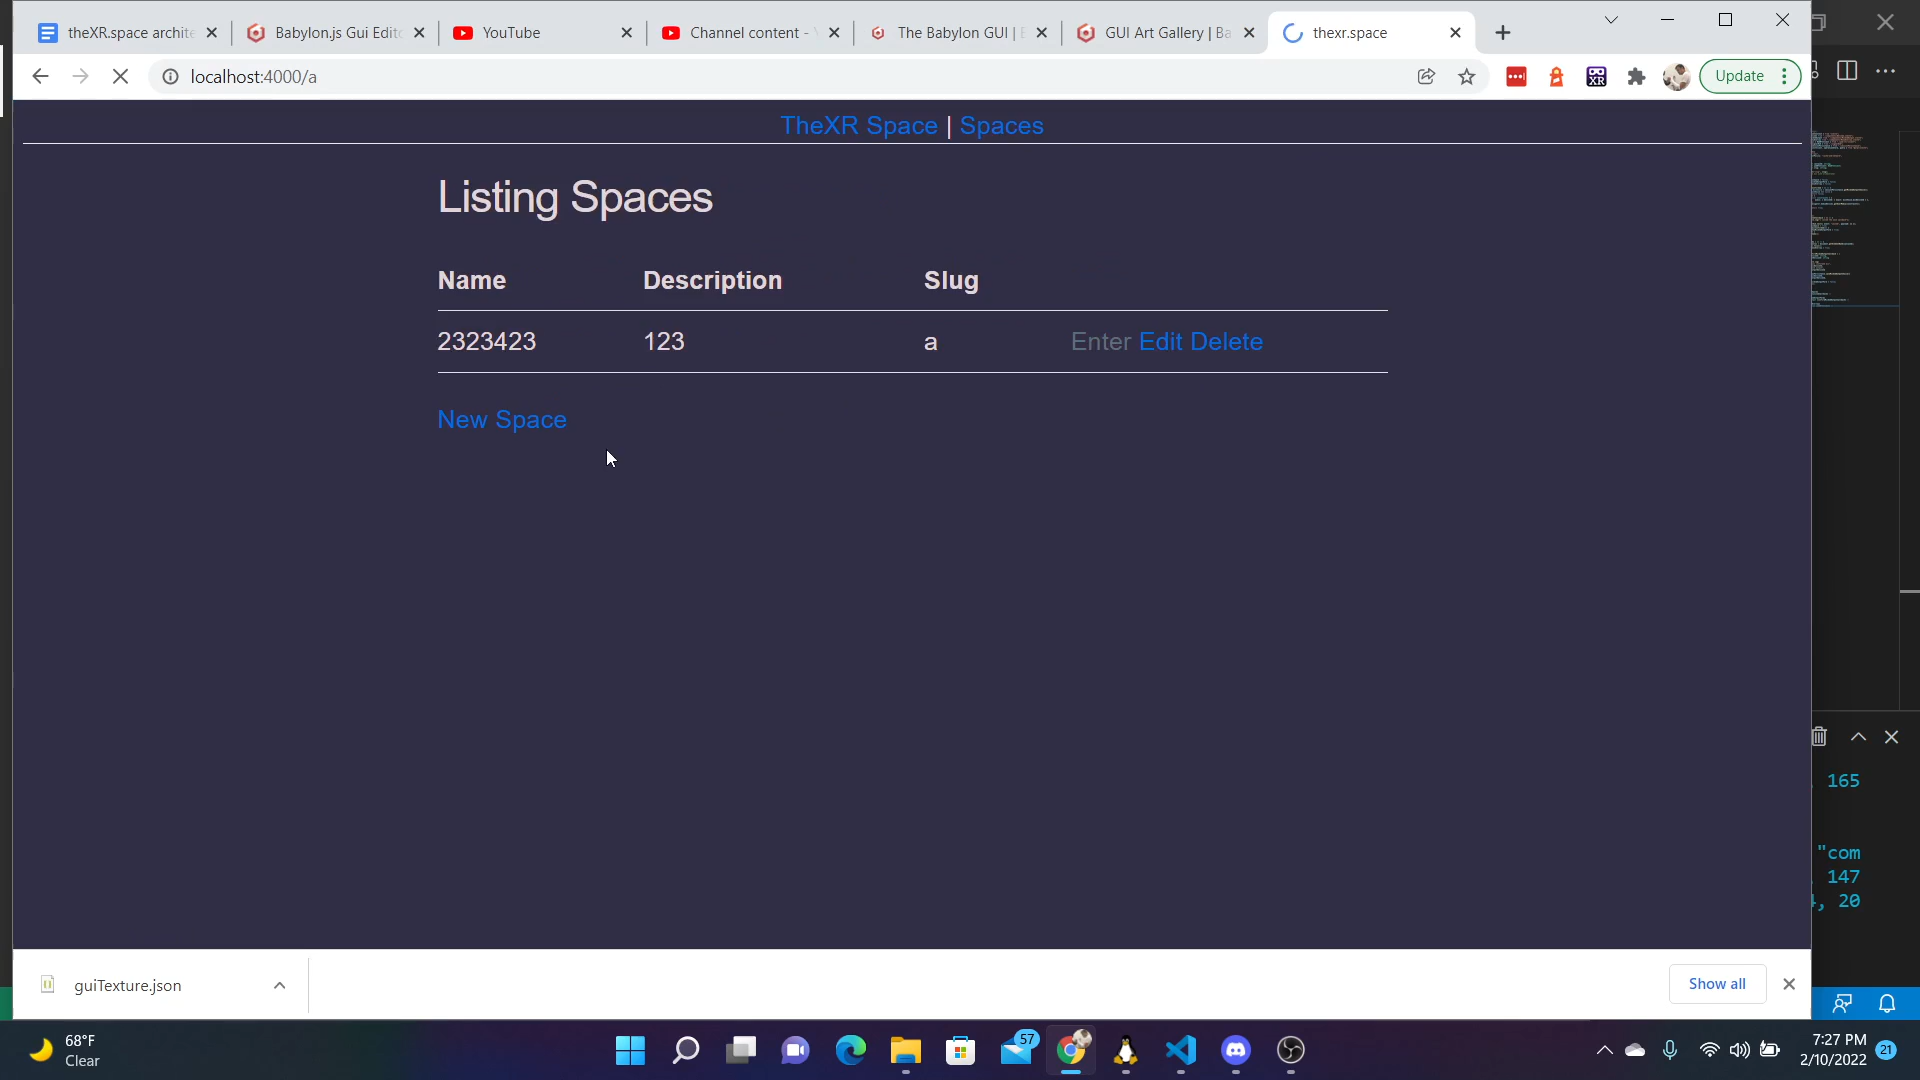 theXR.space archite
Babylon.js Gui Edito
YouTube
Channel content -
The Babylon GUI |
GUI Art Gallery | Ba
thexr.space
localhost:4000/a
Update
TheXR Space | Spaces
Listing Spaces
Name Description Slug
2323423 123 a Enter Edit Delete
New Space
165
"com
147
, 20
guiTexture.json
Show all
68°F
Clear
57
7:27 PM
2/10/2022
21